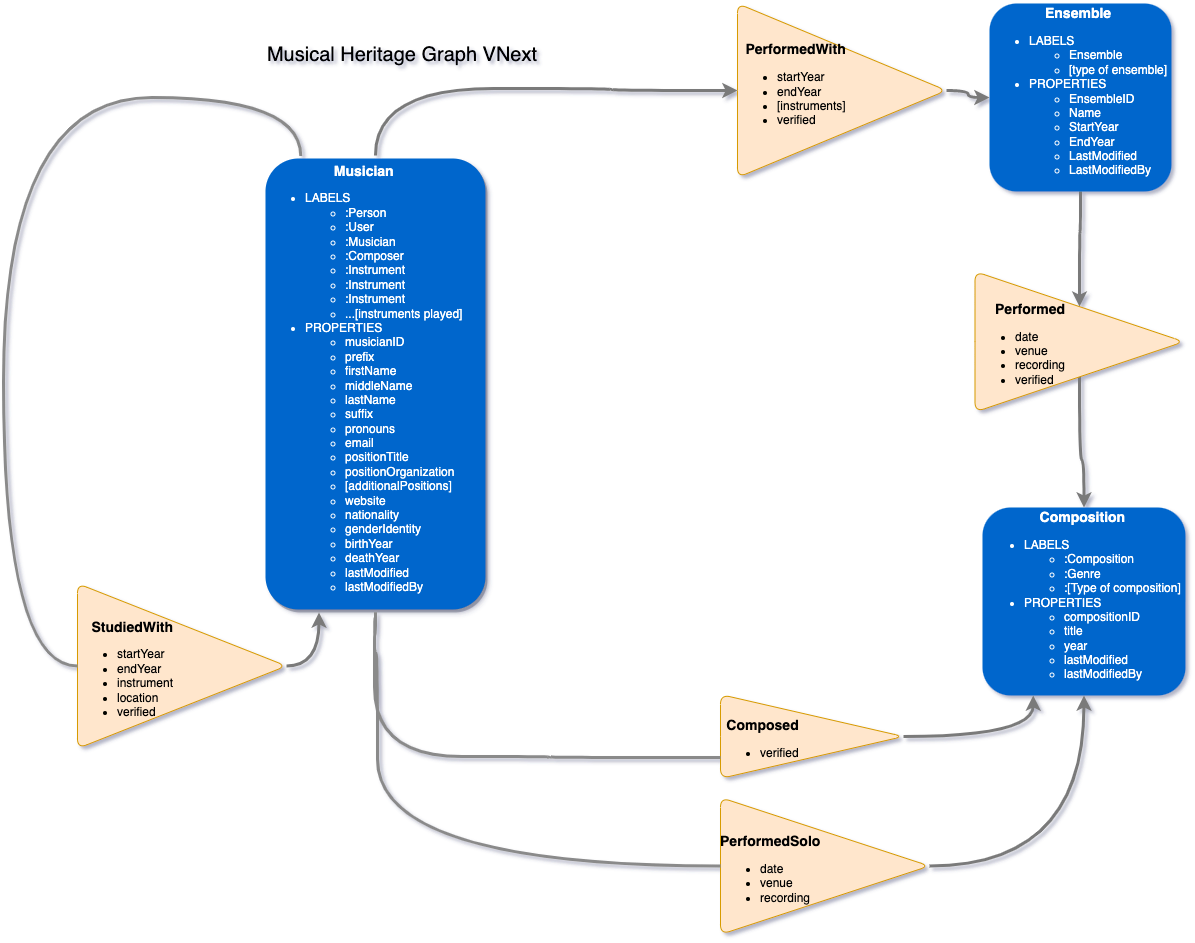 Musical Heritage Graph VNext
PerformedWith
startYear
endYear
[instruments]
verified
Ensemble
LABELS
Ensemble
[type of ensemble]
PROPERTIES
EnsembleID
Name
StartYear
EndYear
LastModified
LastModifiedBy
Musician
LABELS
:Person
:User
:Musician
:Composer
:Instrument
:Instrument
:Instrument
...[instruments played]
PROPERTIES
musicianID
prefix
firstName
middleName
lastName
suffix
pronouns
email
positionTitle
positionOrganization
[additionalPositions]
website
nationality
genderIdentity
birthYear
deathYear
lastModified
lastModifiedBy
Performed
date
venue
recording
verified
Composition
LABELS
:Composition
:Genre
:[Type of composition]
PROPERTIES
compositionID
title
year
lastModified
lastModifiedBy
StudiedWith
startYear
endYear
instrument
location
verified
Composed
verified
PerformedSolo
date
venue
recording